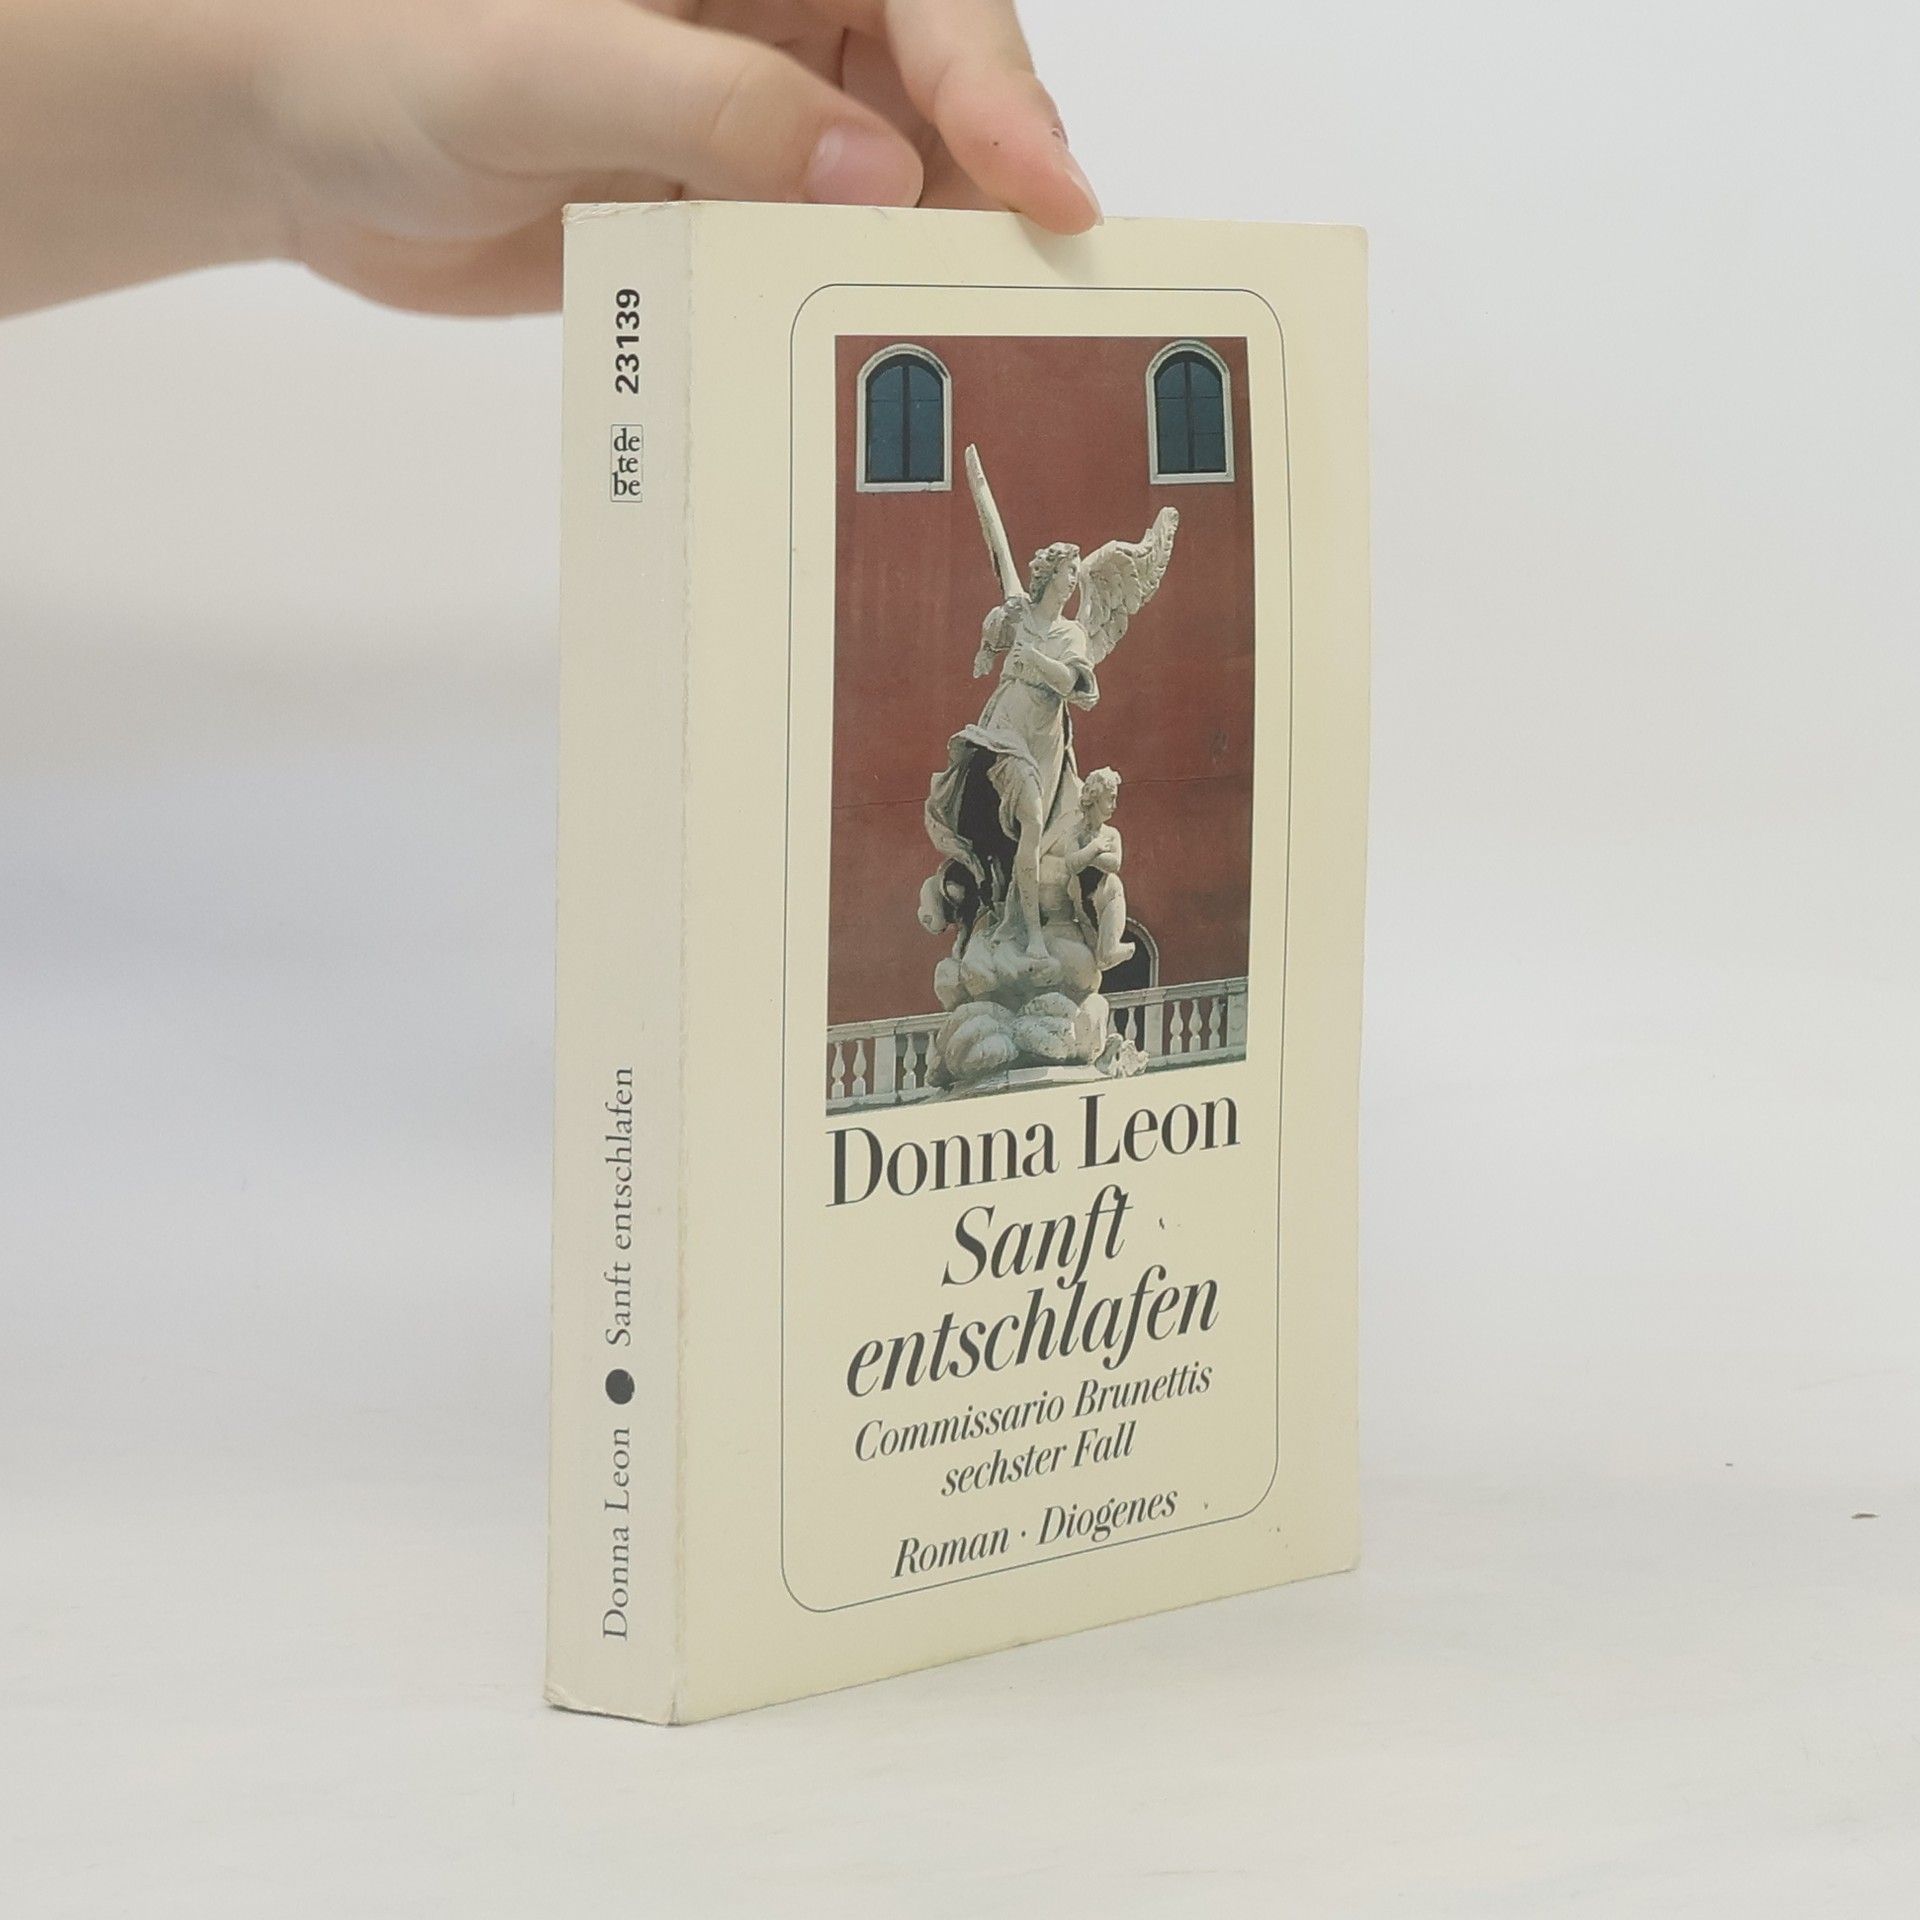 23139
de
te
be
Donna Leon ● Sanft entschlafen
Donna Leon
Sanft
entschlafen
Commissario Brunettis
sechster Fall
Roman · Diogenes